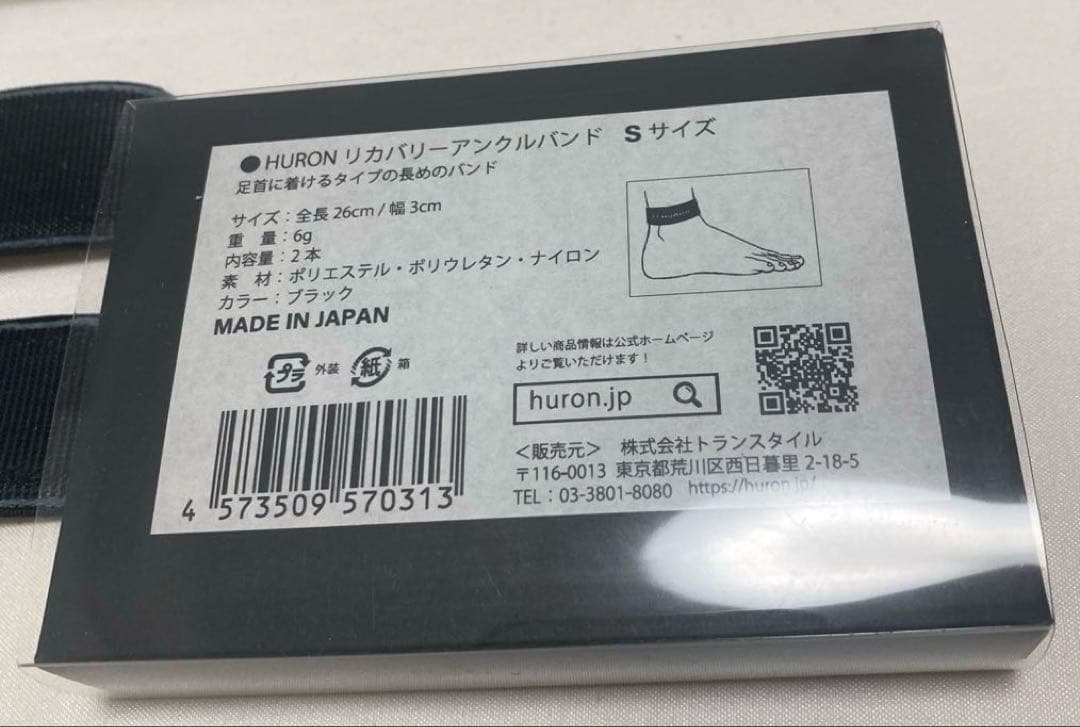 ●HURON リカバリーアンクルバンド Sサイズ
足首に着けるタイプの長めのバンド
サイズ：全長 26cm / 幅 3cm
重　量：6g
内容量：2 本
素　材：ポリエステル・ポリウレタン・ナイロン
カラー：ブラック
MADE IN JAPAN
プラ 外装 紙 箱
詳しい商品情報は公式ホームページ
よりご覧いただけます！
huron.jp
＜販売元＞　株式会社トランスタイル
〒116-0013 東京都荒川区西日暮里 2-18-5
TEL：03-3801-8080　https://huron.jp/
4 573509 570313